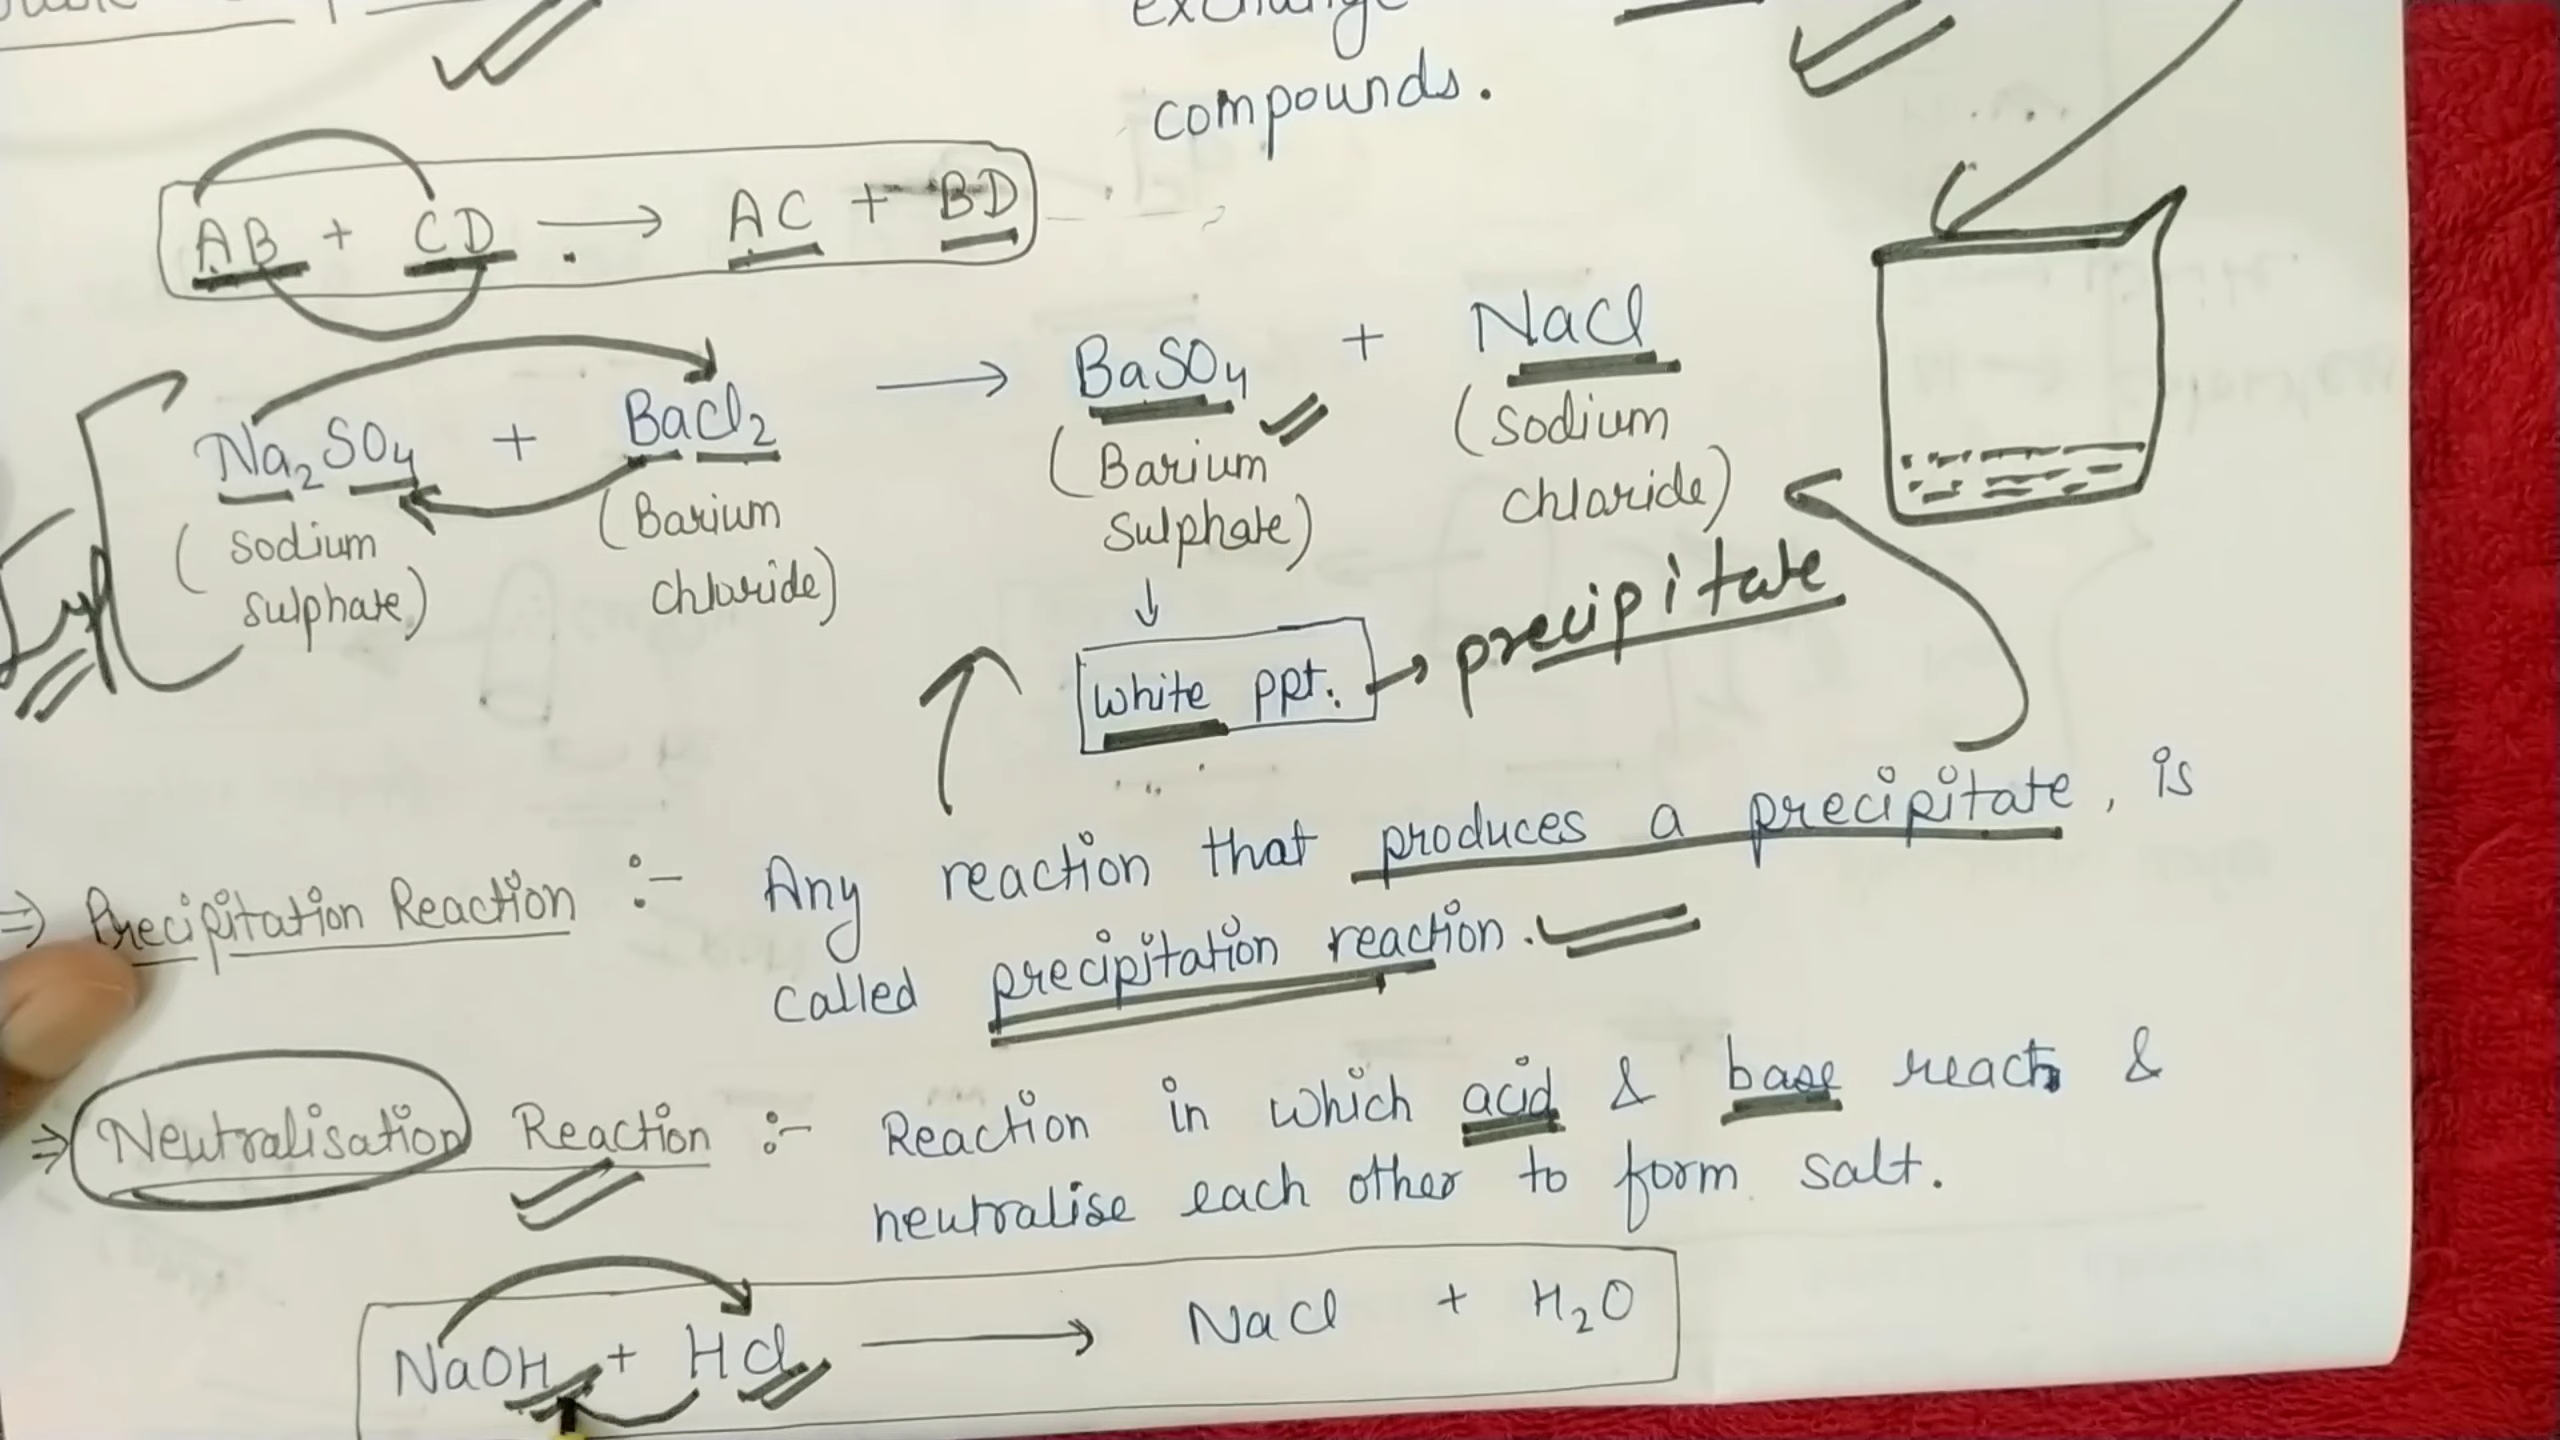 exchange
compounds.
AB + CD → AC + BD
Na₂SO₄ + BaCl₂ → BaSO₄ + NaCl
(Sodium sulphate) (Barium chloride) (Barium sulphate) (Sodium chloride)
↓
white ppt. → precipitate
⇒ Precipitation Reaction :- Any reaction that produces a precipitate, is
called precipitation reaction.
⇒ Neutralisation Reaction :- Reaction in which acid & base react &
neutralise each other to form salt.
NaOH + HCl → NaCl + H₂O